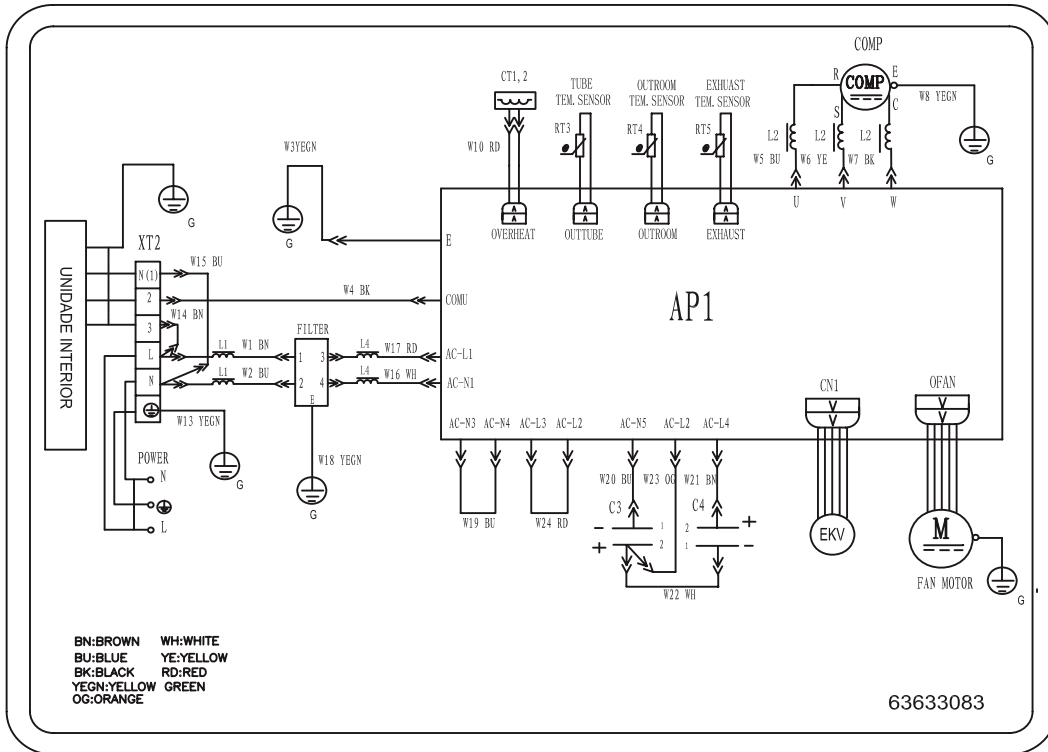 COMP
CT1, 2
TUBE
TEM. SENSOR
OUTROOM
TEM. SENSOR
EXHUAST
TEM. SENSOR
R
COMP
E
W8 YEGN
S
C
RT3
RT4
RT5
L2
L2
L2
W10 RD
W5 BU
W6 YE
W7 BK
G
W3YEGN
U
V
W
G
G
OVERHEAT
OUTTUBE
OUTROOM
EXHAUST
E
XT2
UNIDADE INTERIOR
N(1)
W15 BU
2
W4 BK
COMU
AP1
W14 BN
3
FILTER
L
L1
W1 BN
1
3
L4
W17 RD
AC-L1
N
L1
W2 BU
2
4
L4
W16 WH
AC-N1
E
CN1
OFAN
W13 YEGN
AC-N3
AC-N4
AC-L3
AC-L2
AC-N5
AC-L2
AC-L4
POWER
N
G
W18 YEGN
G
L
W20 BU
W23 OG
W21 BN
C3
C4
W19 BU
W24 RD
-
1
2
+
+
2
1
-
W22 WH
EKV
M
FAN MOTOR
G
BN:BROWN WH:WHITE
BU:BLUE YE:YELLOW
BK:BLACK RD:RED
YEGN:YELLOW GREEN
OG:ORANGE
63633083